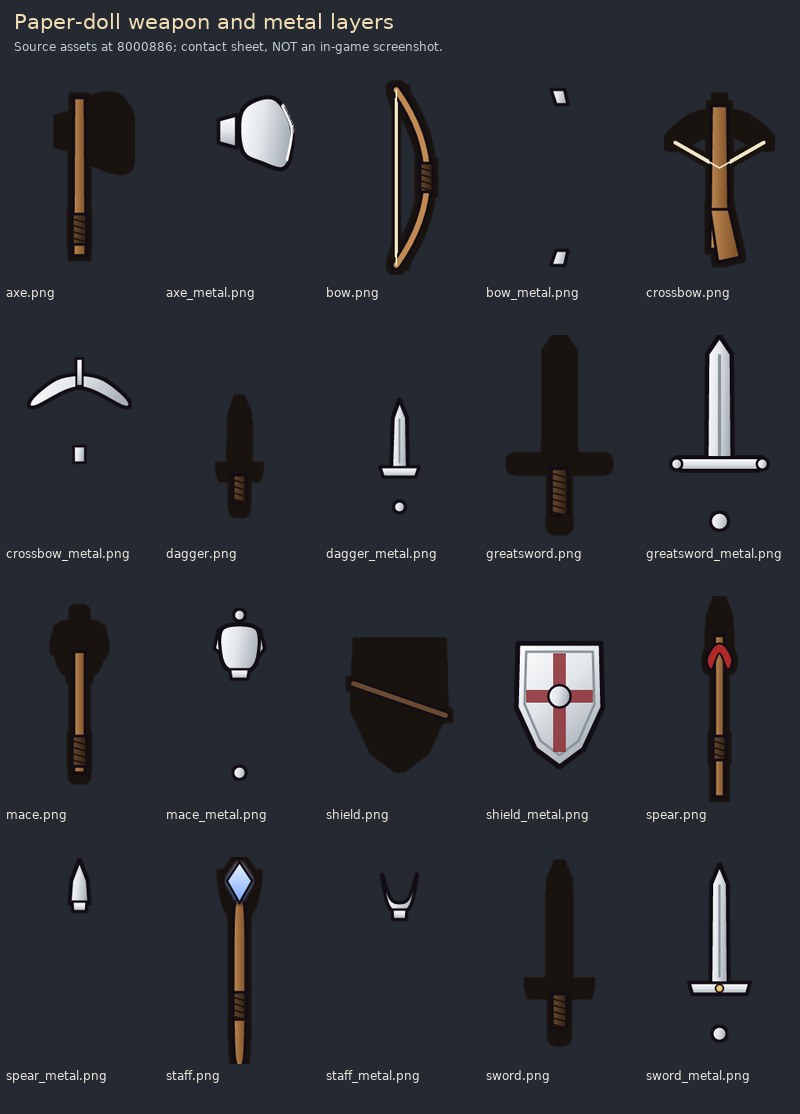 Paper-doll weapon and metal layers
Source assets at 8000886; contact sheet, NOT an in-game screenshot.
axe.png
axe_metal.png
bow.png
bow_metal.png
crossbow.png
crossbow_metal.png
dagger.png
dagger_metal.png
greatsword.png
greatsword_metal.png
mace.png
mace_metal.png
shield.png
shield_metal.png
spear.png
spear_metal.png
staff.png
staff_metal.png
sword.png
sword_metal.png